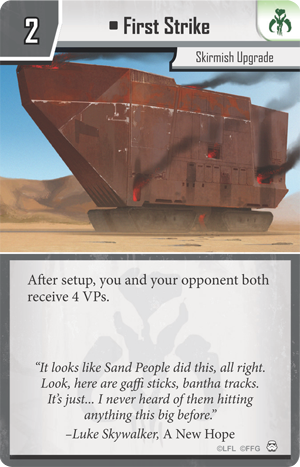 2
▪ First Strike
Skirmish Upgrade
After setup, you and your opponent both
receive 4 VPs.
“It looks like Sand People did this, all right.
Look, here are gaffi sticks, bantha tracks.
It’s just... I never heard of them hitting
anything this big before.”
–Luke Skywalker, A New Hope
©LFL ©FFG